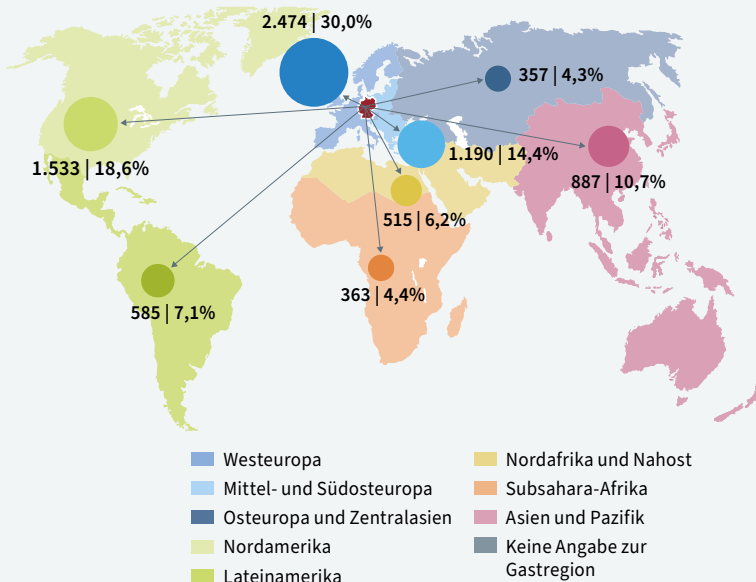 2.474 | 30,0%
357 | 4,3%
1.533 | 18,6%
1.190 | 14,4%
887 | 10,7%
515 | 6,2%
363 | 4,4%
585 | 7,1%
Westeuropa
Mittel- und Südosteuropa
Osteuropa und Zentralasien
Nordamerika
Lateinamerika
Nordafrika und Nahost
Subsahara-Afrika
Asien und Pazifik
Keine Angabe zur
Gastregion